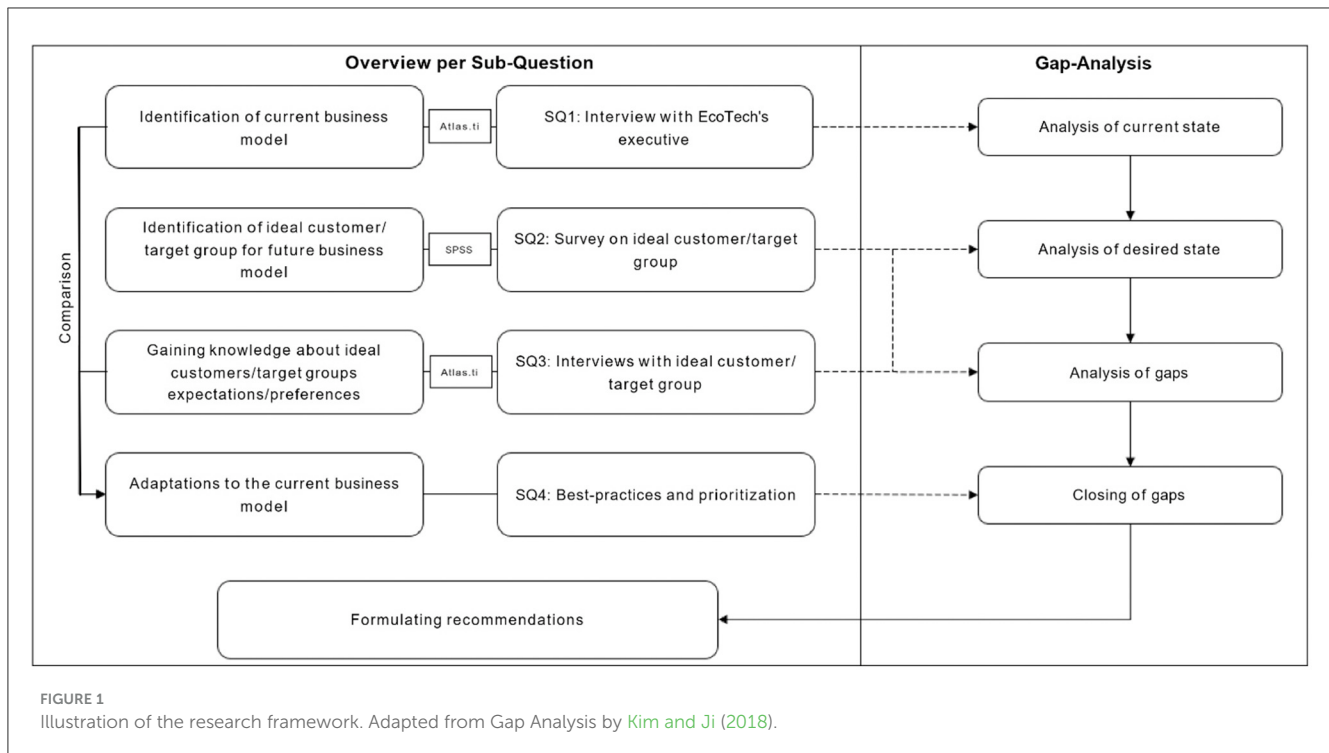 Overview per Sub-Question
Gap-Analysis
Identification of current business
model
Atlas.ti
SQ1: Interview with EcoTech's
executive
Analysis of current state
Identification of ideal customer/
target group for future business
model
SPSS
SQ2: Survey on ideal customer/target
group
Analysis of desired state
Comparison
Gaining knowledge about ideal
customers/target groups
expectations/preferences
Atlas.ti
SQ3: Interviews with ideal customer/
target group
Analysis of gaps
Adaptations to the current business
model
SQ4: Best-practices and prioritization
Closing of gaps
Formulating recommendations
FIGURE 1
Illustration of the research framework. Adapted from Gap Analysis by Kim and Ji (2018).